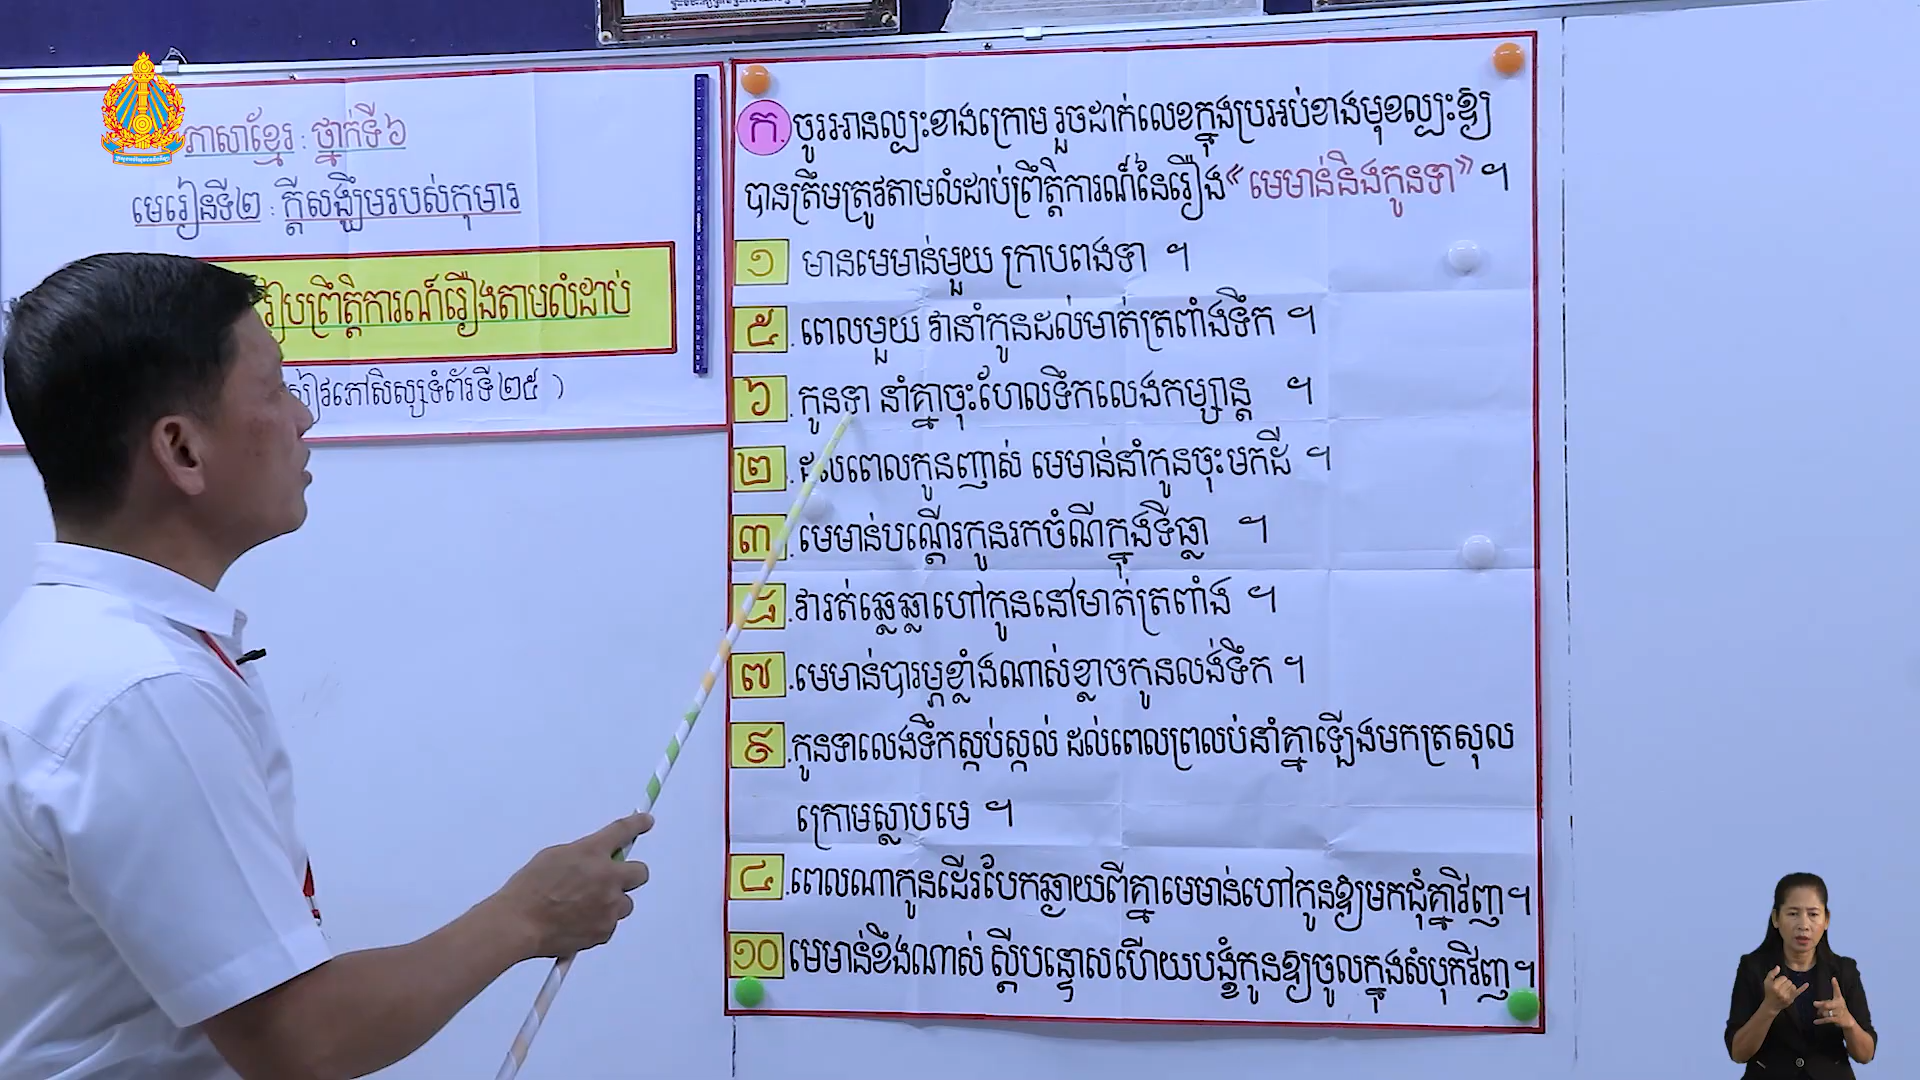 ភាសាខ្មែរ : ថ្នាក់ទី៦
មេរៀនទី២ : ក្តីសង្ឃឹមរបស់កុមារ
រៀបព្រឹត្តិការណ៍រឿងតាមលំដាប់
សៀវភៅសិស្សទំព័រទី២៥ )
ក. ចូរអានល្បះខាងក្រោម រួចដាក់លេខក្នុងប្រអប់ខាងមុខល្បះឱ្យ
បានត្រឹមត្រូវតាមលំដាប់ព្រឹត្តិការណ៍នៃរឿង« មេមាន់និងកូនទា» ។
១ មានមេមាន់មួយ ក្រាបពងទា ។
៥. ពេលមួយ វានាំកូនដល់មាត់ត្រពាំងទឹក ។
៦. កូនទា នាំគ្នាចុះហែលទឹកលេងកម្សាន្ត ។
២. ដល់ពេលកូនញាស់ មេមាន់នាំកូនចុះមកដី ។
៣. មេមាន់បណ្តើរកូនរកចំណីក្នុងទីធ្លា ។
៨. វារត់ឆ្លេឆ្លាហៅកូននៅមាត់ត្រពាំង ។
៧. មេមាន់បារម្ភខ្លាំងណាស់ខ្លាចកូនលង់ទឹក ។
៩. កូនទាលេងទឹកស្កប់ស្កល់ ដល់ពេលព្រលប់នាំគ្នាឡើងមកត្រសុល
ក្រោមស្លាបមេ ។
៤. ពេលណាកូនដើរបែកឆ្ងាយពីគ្នាមេមាន់ហៅកូនឱ្យមកជុំគ្នាវិញ។
១០ មេមាន់ខឹងណាស់ ស្តីបន្ទោសហើយបង្ខំកូនឱ្យចូលក្នុងសំបុកវិញ។